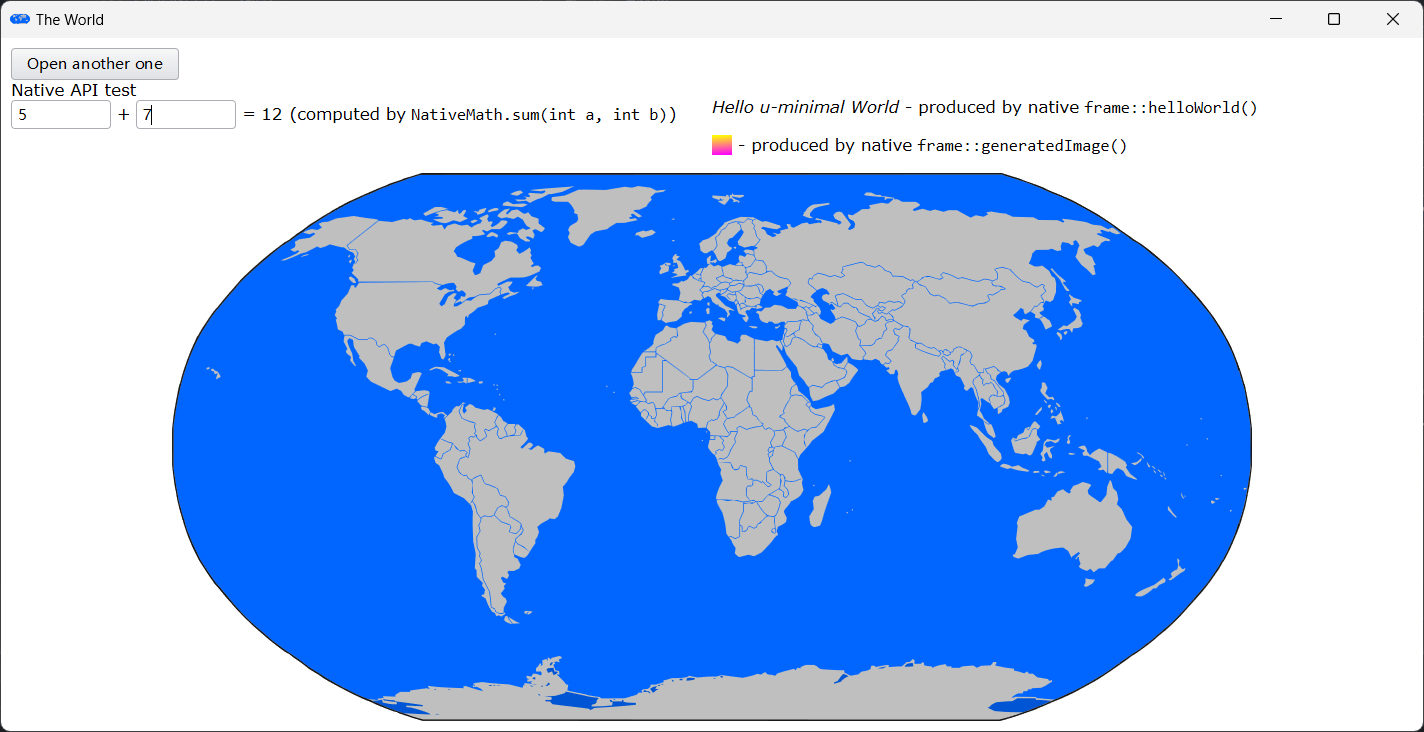 The World
Open another one
Native API test
5 + 7 = 12 (computed by NativeMath.sum(int a, int b))
Hello u-minimal World - produced by native frame::helloWorld()
- produced by native frame::generatedImage()